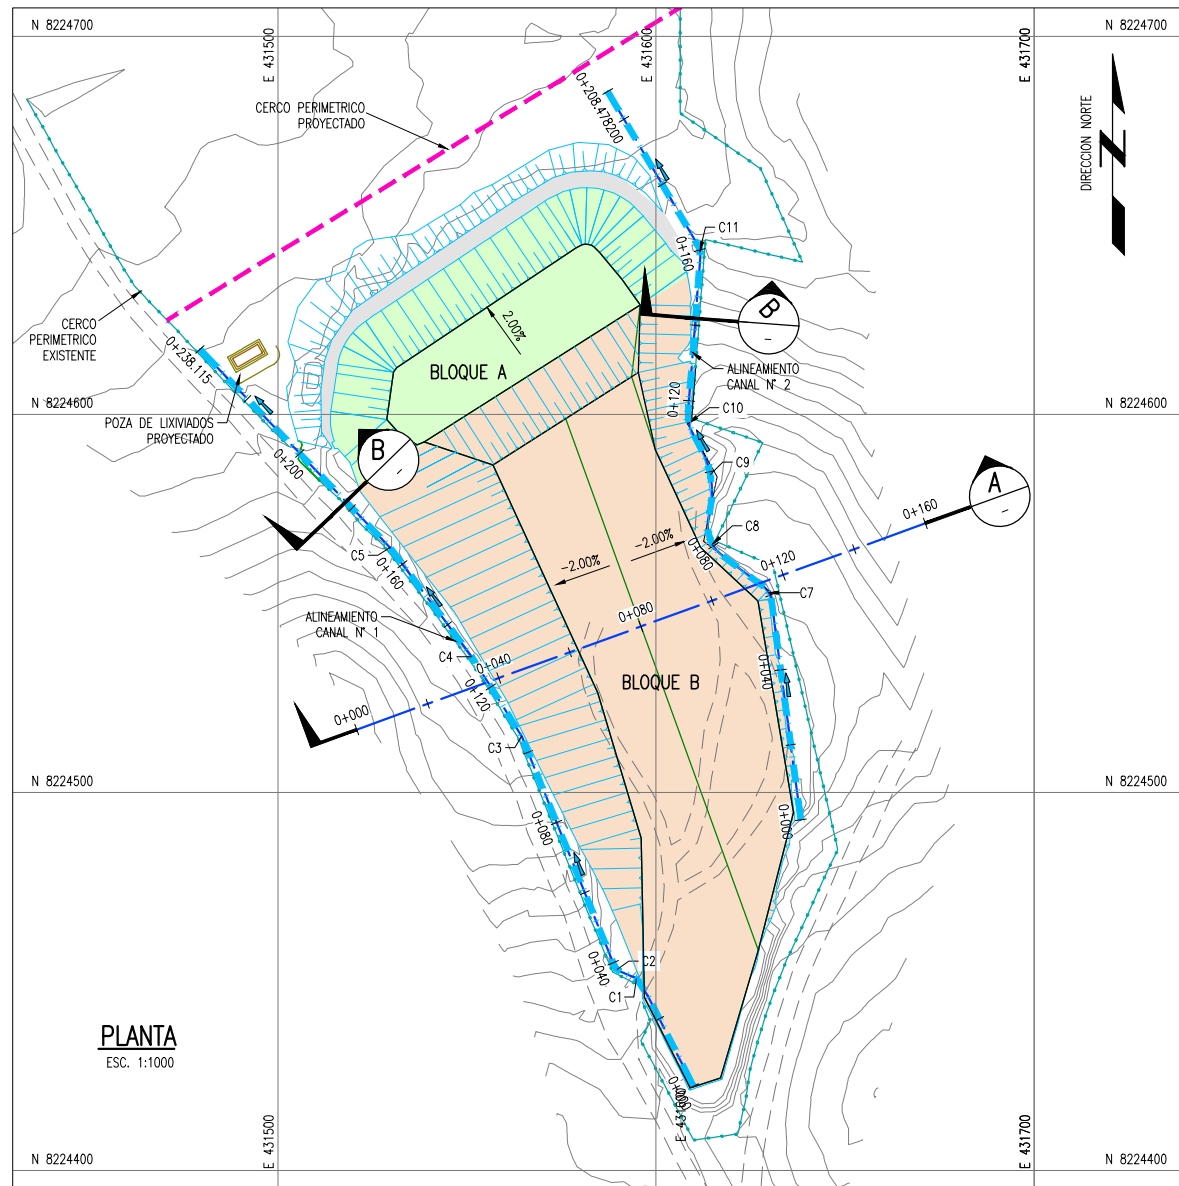 N 8224700
E 431500
E 431600
E 431700
N 8224700
0+208.478200
CERCO PERIMETRICO
PROYECTADO
DIRECCION NORTE
N
C11
0+160
CERCO
PERIMETRICO
EXISTENTE
2.00%
B
-
0+238.115
BLOQUE A
ALINEAMIENTO
CANAL N° 2
0+120
N 8224600
POZA DE LIXIVIADOS
PROYECTADO
C10
N 8224600
B
-
0+200
C9
A
-
0+160
C8
-2.00%
-2.00%
0+080
0+120
C5
0+160
C7
ALINEAMIENTO
CANAL N° 1
0+080
C4
0+040
0+040
0+120
BLOQUE B
0+000
C3
N 8224500
N 8224500
0+080
0+000
C2
0+040
C1
PLANTA
ESC. 1:1000
0+000
E 431500
E 431700
N 8224400
N 8224400